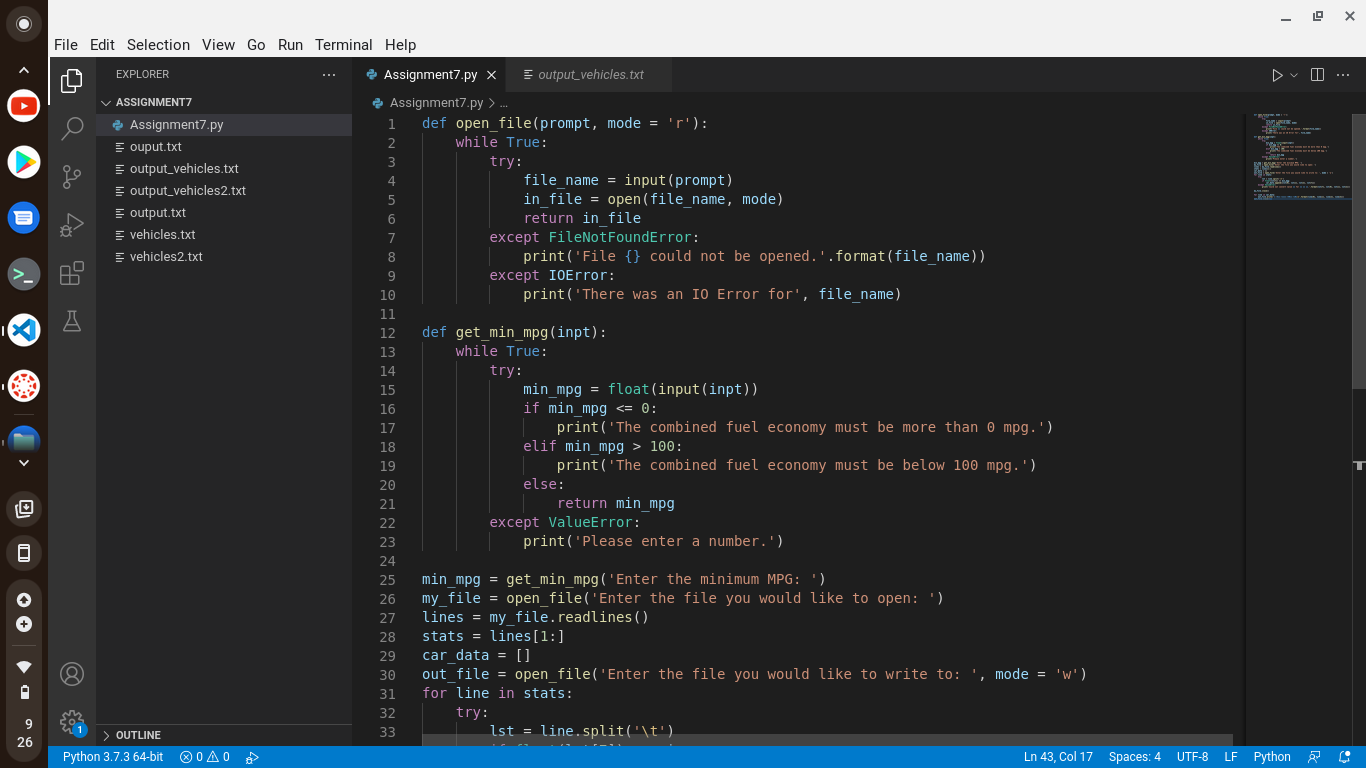 File Edit Selection View Go Run Terminal Help
EXPLORER
ASSIGNMENT7
Assignment7.py
ouput.txt
output_vehicles.txt
output_vehicles2.txt
output.txt
vehicles.txt
vehicles2.txt
OUTLINE
Assignment7.py output_vehicles.txt
Assignment7.py > ...
1 def open_file(prompt, mode = 'r'):
2     while True:
3         try:
4             file_name = input(prompt)
5             in_file = open(file_name, mode)
6             return in_file
7         except FileNotFoundError:
8             print('File {} could not be opened.'.format(file_name))
9         except IOError:
10             print('There was an IO Error for', file_name)
11
12 def get_min_mpg(inpt):
13     while True:
14         try:
15             min_mpg = float(input(inpt))
16             if min_mpg <= 0:
17                 print('The combined fuel economy must be more than 0 mpg.')
18             elif min_mpg > 100:
19                 print('The combined fuel economy must be below 100 mpg.')
20             else:
21                 return min_mpg
22         except ValueError:
23             print('Please enter a number.')
24
25 min_mpg = get_min_mpg('Enter the minimum MPG: ')
26 my_file = open_file('Enter the file you would like to open: ')
27 lines = my_file.readlines()
28 stats = lines[1:]
29 car_data = []
30 out_file = open_file('Enter the file you would like to write to: ', mode = 'w')
31 for line in stats:
32     try:
33         lst = line.split('\t')
9
26
1
Python 3.7.3 64-bit 0 0 Ln 43, Col 17 Spaces: 4 UTF-8 LF Python